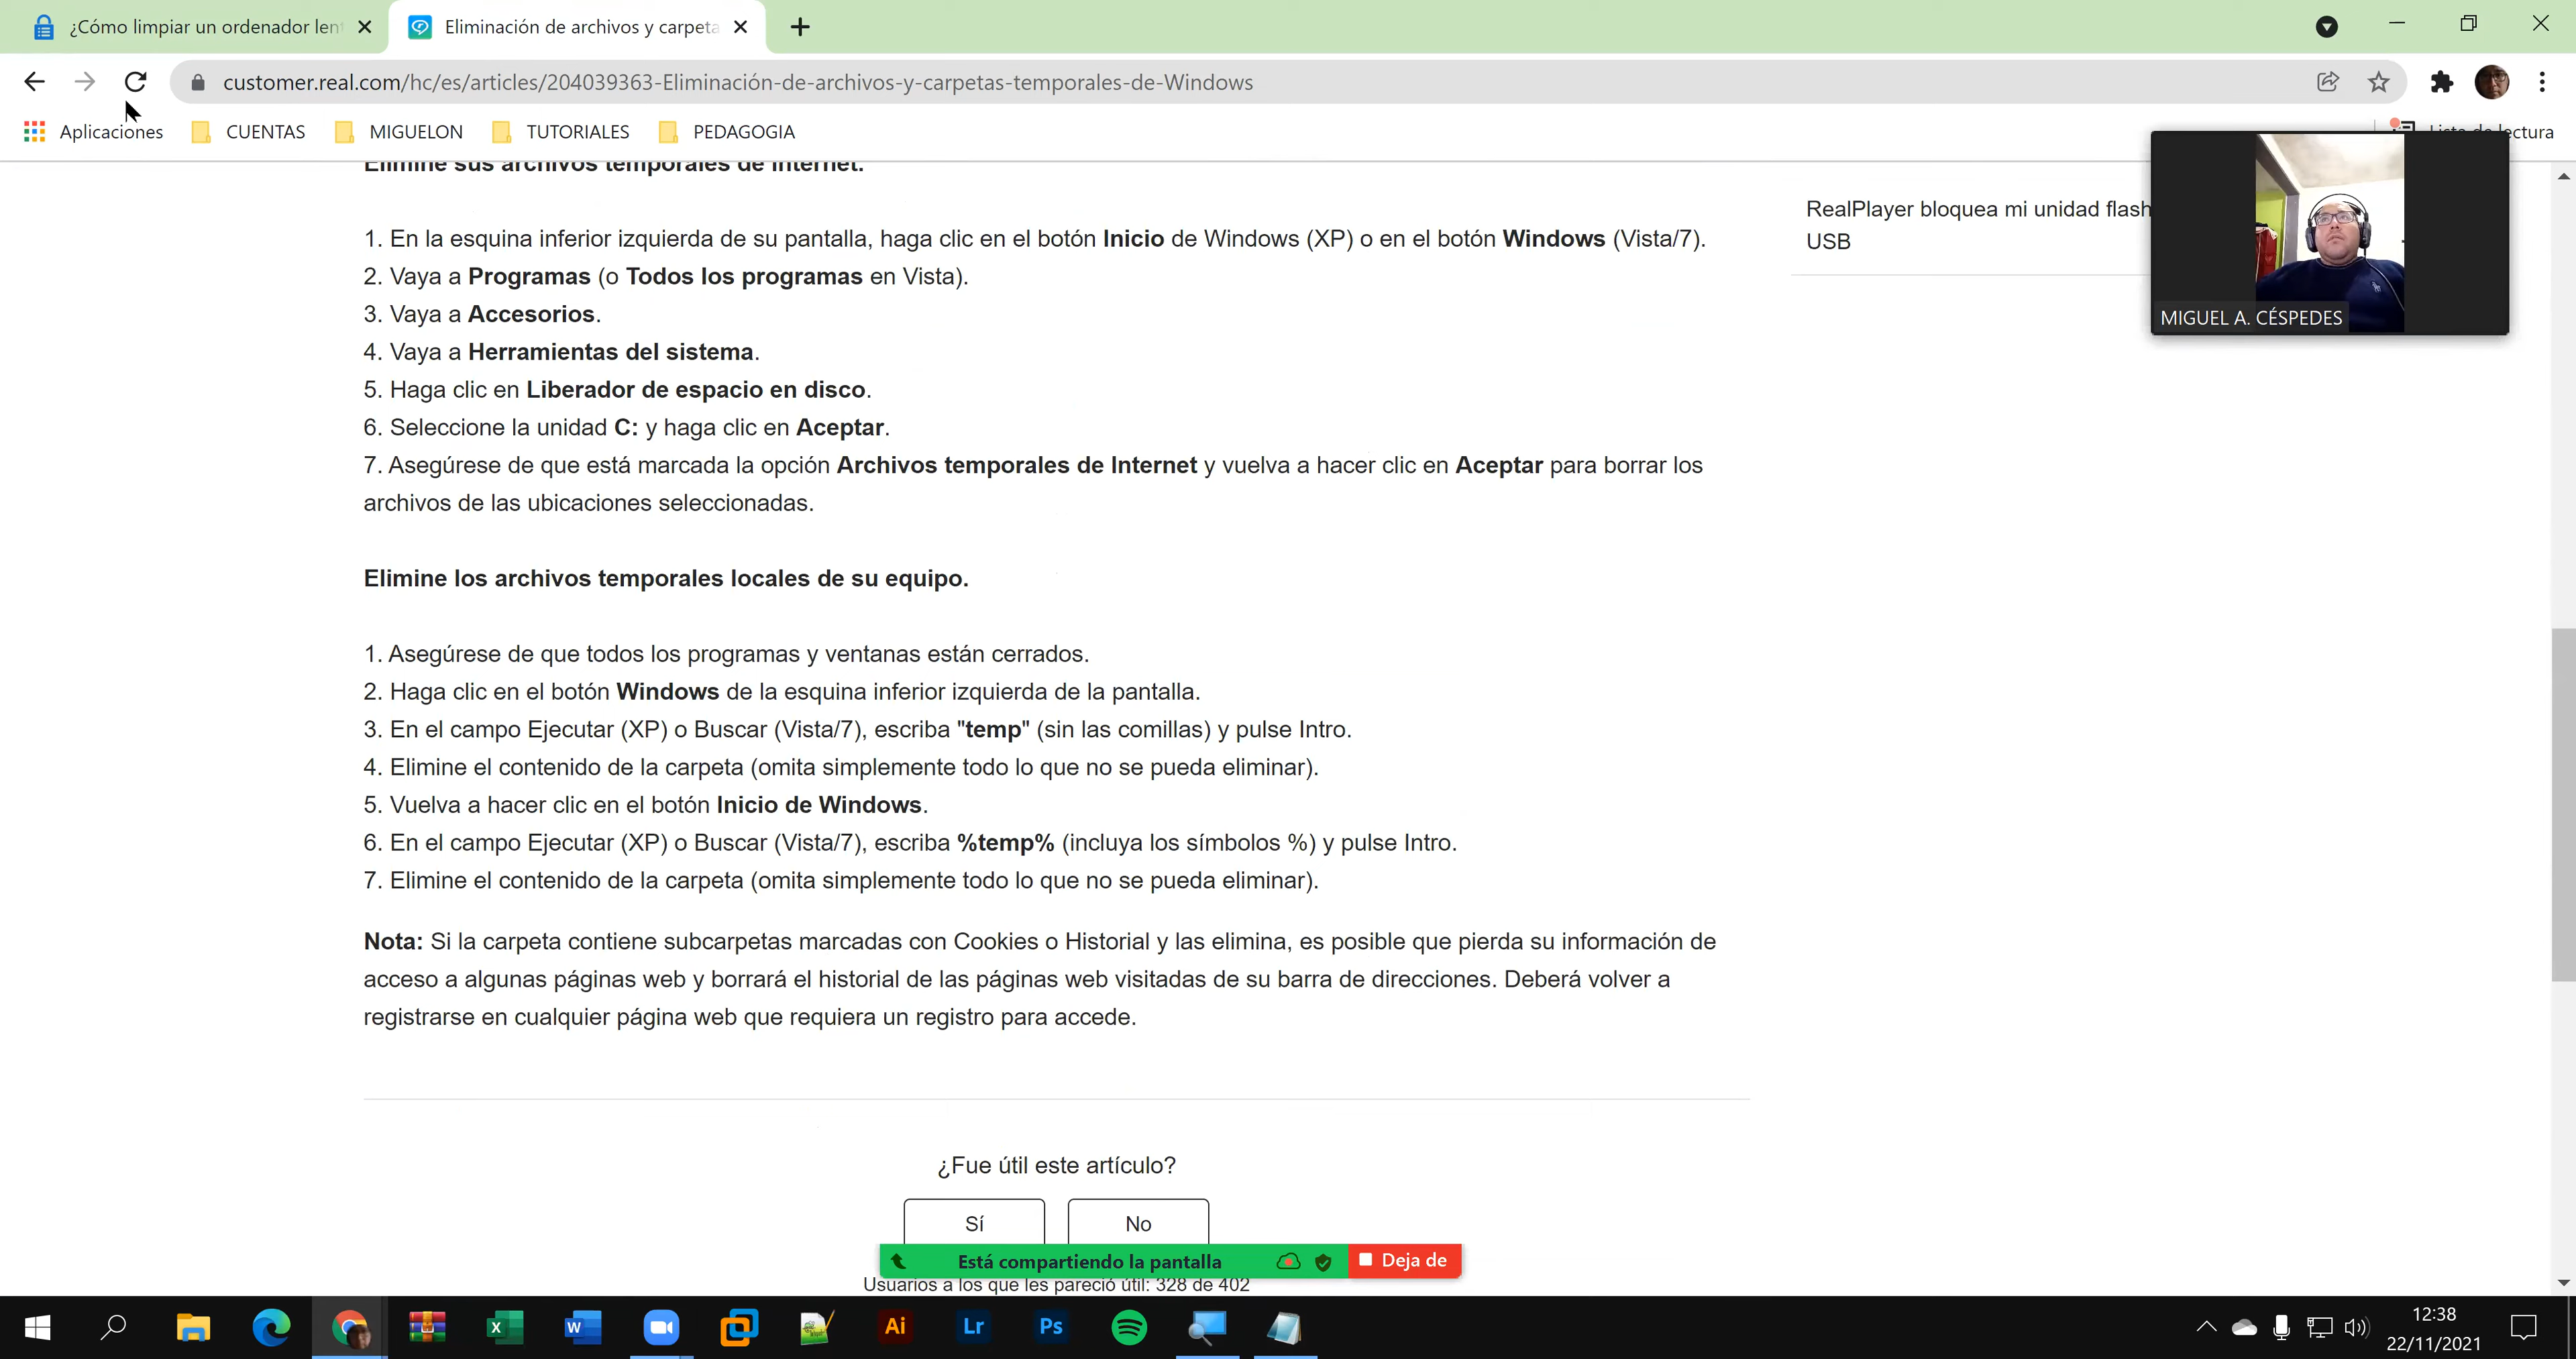 ¿Cómo limpiar un ordenador len
Eliminación de archivos y carpeta
customer.real.com/hc/es/articles/204039363-Eliminación-de-archivos-y-carpetas-temporales-de-Windows
Aplicaciones
CUENTAS
MIGUELON
TUTORIALES
PEDAGOGIA
Lista de lectura
Elimine sus archivos temporales de Internet.
1. En la esquina inferior izquierda de su pantalla, haga clic en el botón Inicio de Windows (XP) o en el botón Windows (Vista/7).
2. Vaya a Programas (o Todos los programas en Vista).
3. Vaya a Accesorios.
4. Vaya a Herramientas del sistema.
5. Haga clic en Liberador de espacio en disco.
6. Seleccione la unidad C: y haga clic en Aceptar.
7. Asegúrese de que está marcada la opción Archivos temporales de Internet y vuelva a hacer clic en Aceptar para borrar los
archivos de las ubicaciones seleccionadas.
Elimine los archivos temporales locales de su equipo.
1. Asegúrese de que todos los programas y ventanas están cerrados.
2. Haga clic en el botón Windows de la esquina inferior izquierda de la pantalla.
3. En el campo Ejecutar (XP) o Buscar (Vista/7), escriba "temp" (sin las comillas) y pulse Intro.
4. Elimine el contenido de la carpeta (omita simplemente todo lo que no se pueda eliminar).
5. Vuelva a hacer clic en el botón Inicio de Windows.
6. En el campo Ejecutar (XP) o Buscar (Vista/7), escriba %temp% (incluya los símbolos %) y pulse Intro.
7. Elimine el contenido de la carpeta (omita simplemente todo lo que no se pueda eliminar).
Nota: Si la carpeta contiene subcarpetas marcadas con Cookies o Historial y las elimina, es posible que pierda su información de
acceso a algunas páginas web y borrará el historial de las páginas web visitadas de su barra de direcciones. Deberá volver a
registrarse en cualquier página web que requiera un registro para accede.
¿Fue útil este artículo?
Sí
No
Usuarios a los que les pareció útil: 328 de 402
RealPlayer bloquea mi unidad flash
USB
MIGUEL A. CÉSPEDES
Está compartiendo la pantalla
Deja de
Ai
Lr
Ps
12:38
22/11/2021